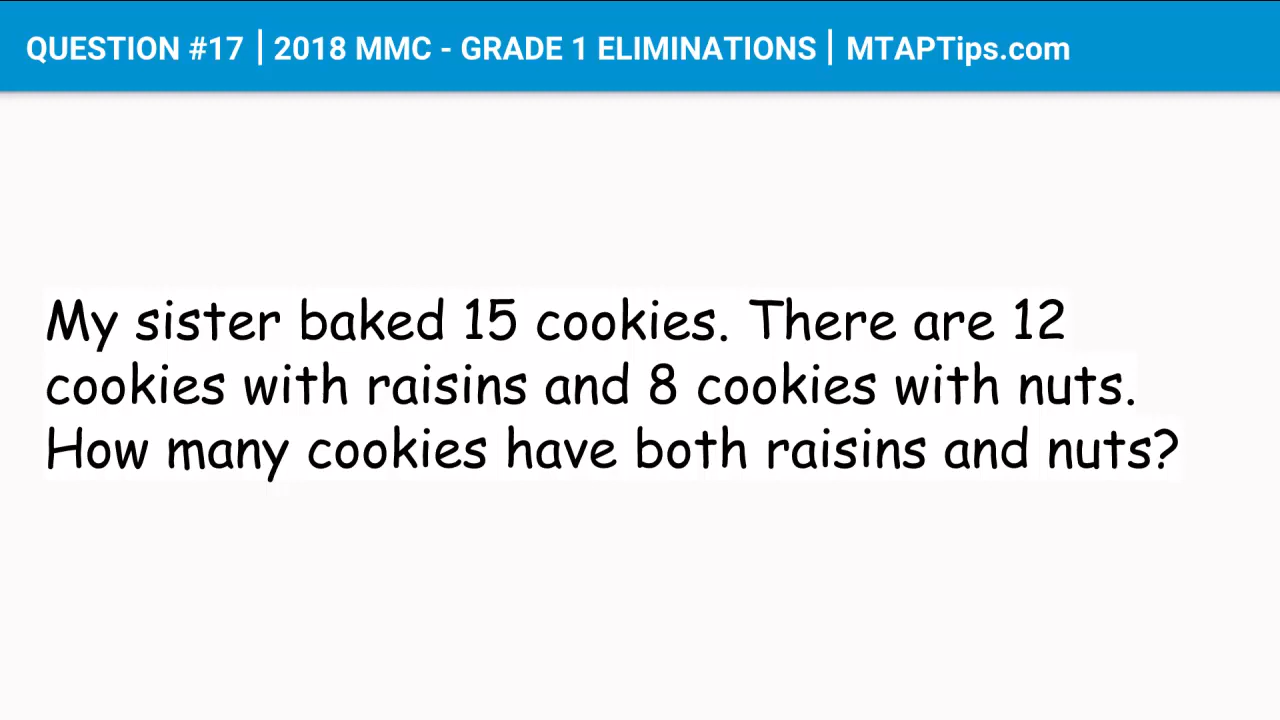 QUESTION #17 | 2018 MMC - GRADE 1 ELIMINATIONS | MTAPTips.com
My sister baked 15 cookies. There are 12
cookies with raisins and 8 cookies with nuts.
How many cookies have both raisins and nuts?